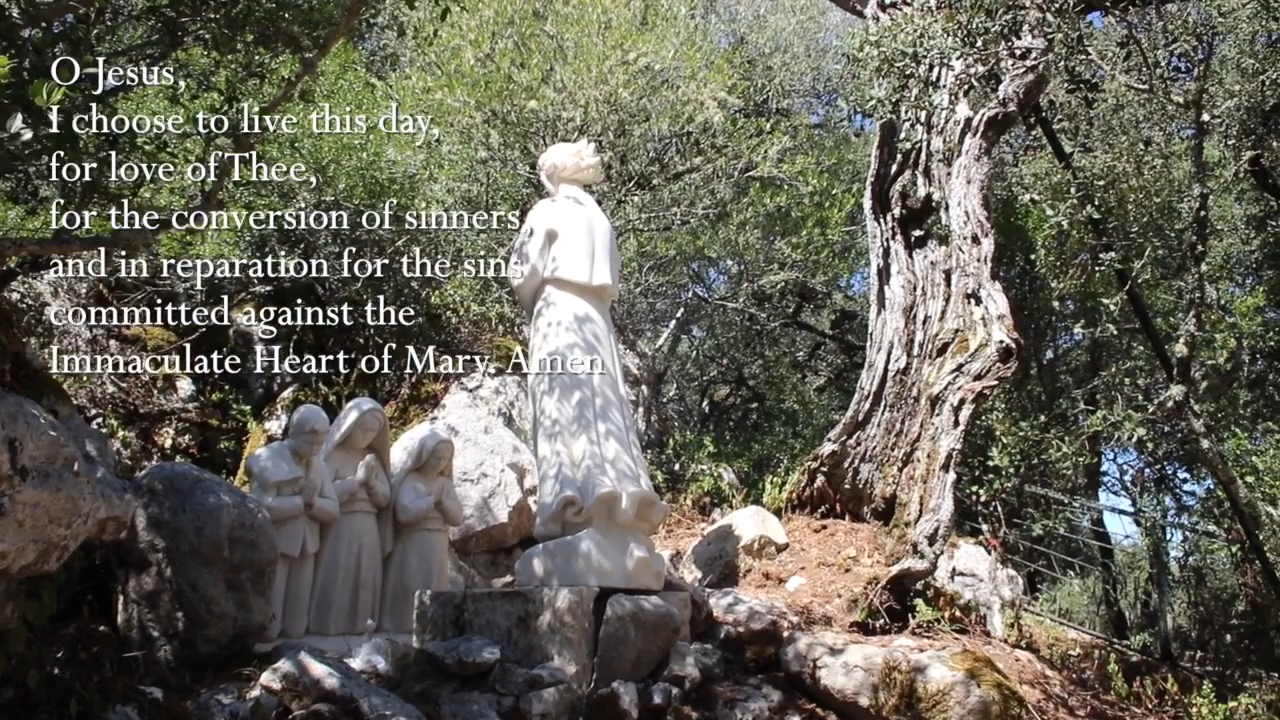 O Jesus,
I choose to live this day,
for love of Thee,
for the conversion of sinners
and in reparation for the sins
committed against the
Immaculate Heart of Mary. Amen